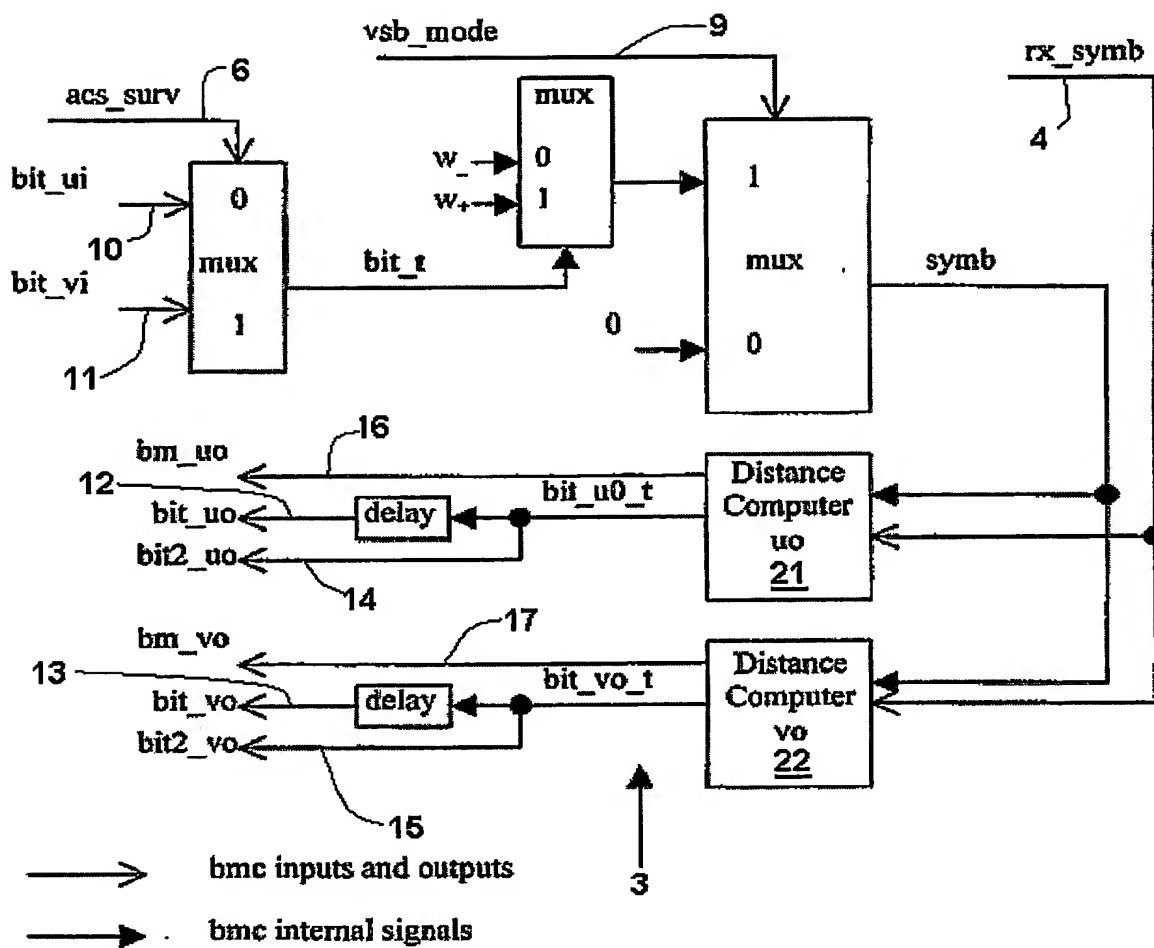 vsb_mode
9
rx_symb
6
acs_surv
mux
4
bit_ui
w_
0
0
w+
1
1
10
mux
bit_t
mux
symb
bit_vi
1
0
0
11
16
bm_uo
Distance
Computer
uo
21
12
bit_u0_t
bit_uo
delay
bit2_uo
14
17
bm_vo
Distance
Computer
vo
22
13
bit_vo_t
bit_vo
delay
bit2_vo
15
3
bmc inputs and outputs
bmc internal signals